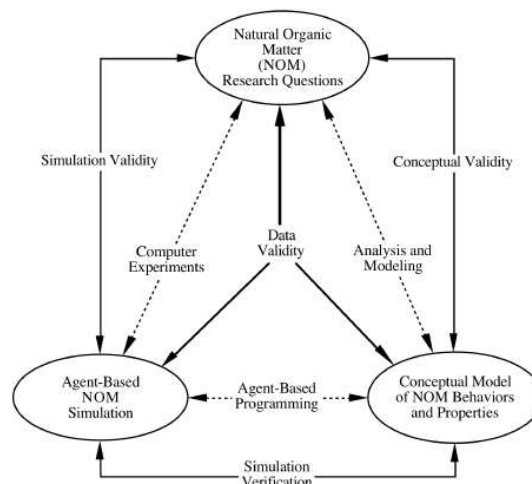 Natural Organic
Matter
(NOM)
Research Questions
Simulation Validity
Conceptual Validity
Computer
Experiments
Data
Validity
Analysis and
Modeling
Agent-Based
NOM
Simulation
Agent-Based
Programming
Conceptual Model
of NOM Behaviors
and Properties
Simulation
Verification